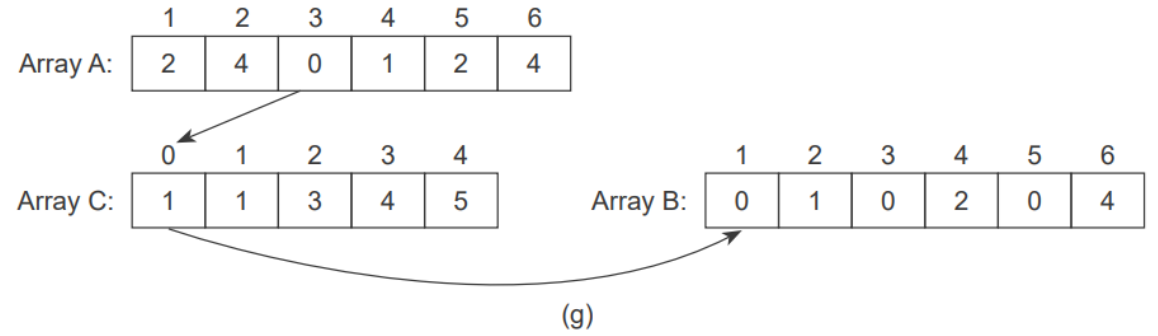 1 2 3 4 5 6
Array A: 2 4 0 1 2 4
0 1 2 3 4
Array C: 1 1 3 4 5
1 2 3 4 5 6
Array B: 0 1 0 2 0 4
(g)